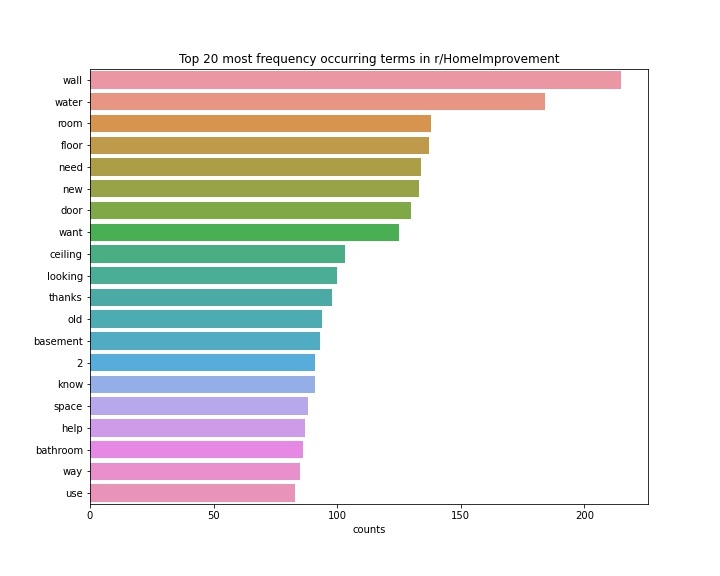 Top 20 most frequency occurring terms in r/HomeImprovement
wall
water
room
floor
need
new
door
want
ceiling
looking
thanks
old
basement
2
know
space
help
bathroom
way
use
0 50 100 150 200
counts